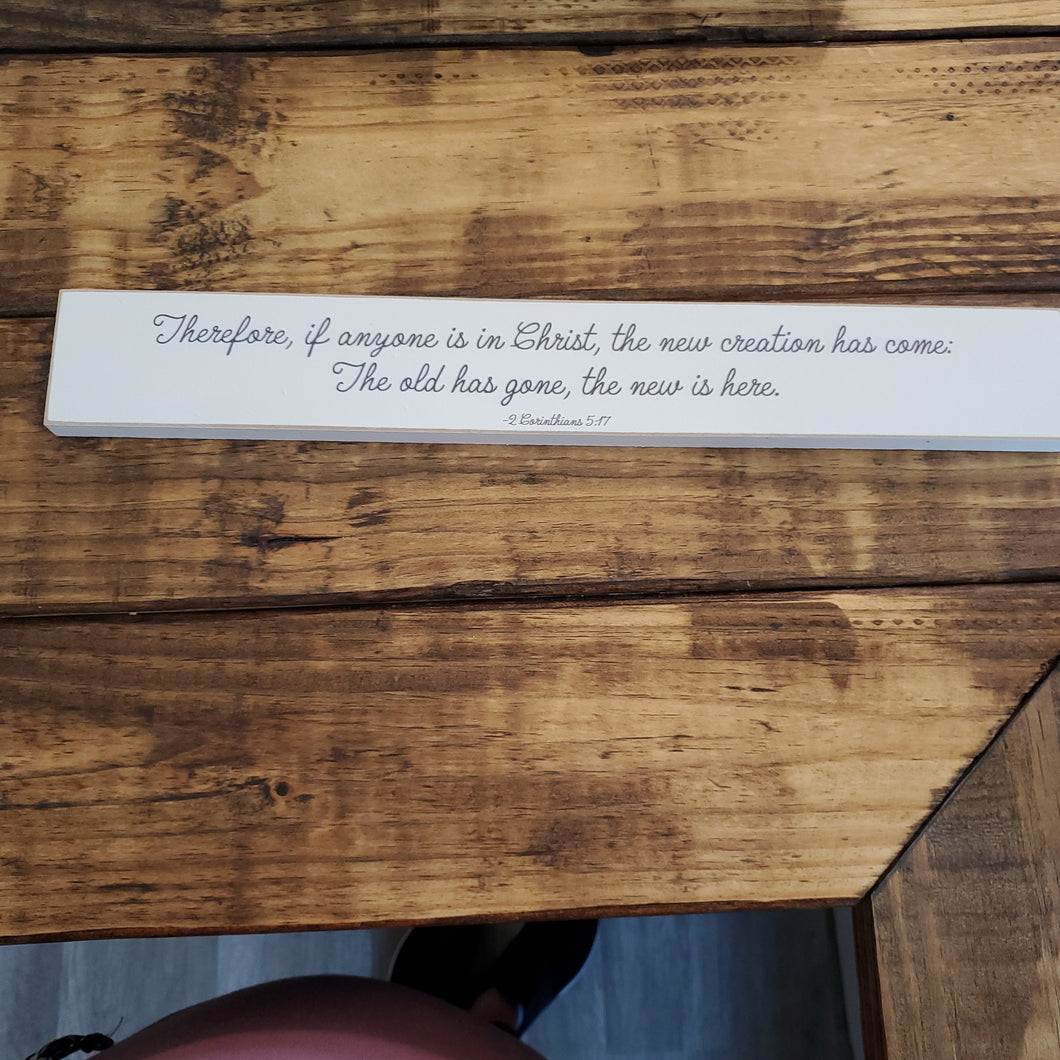 Therefore, if anyone is in Christ, the new creation has come:
The old has gone, the new is here.
-2 Corinthians 5:17